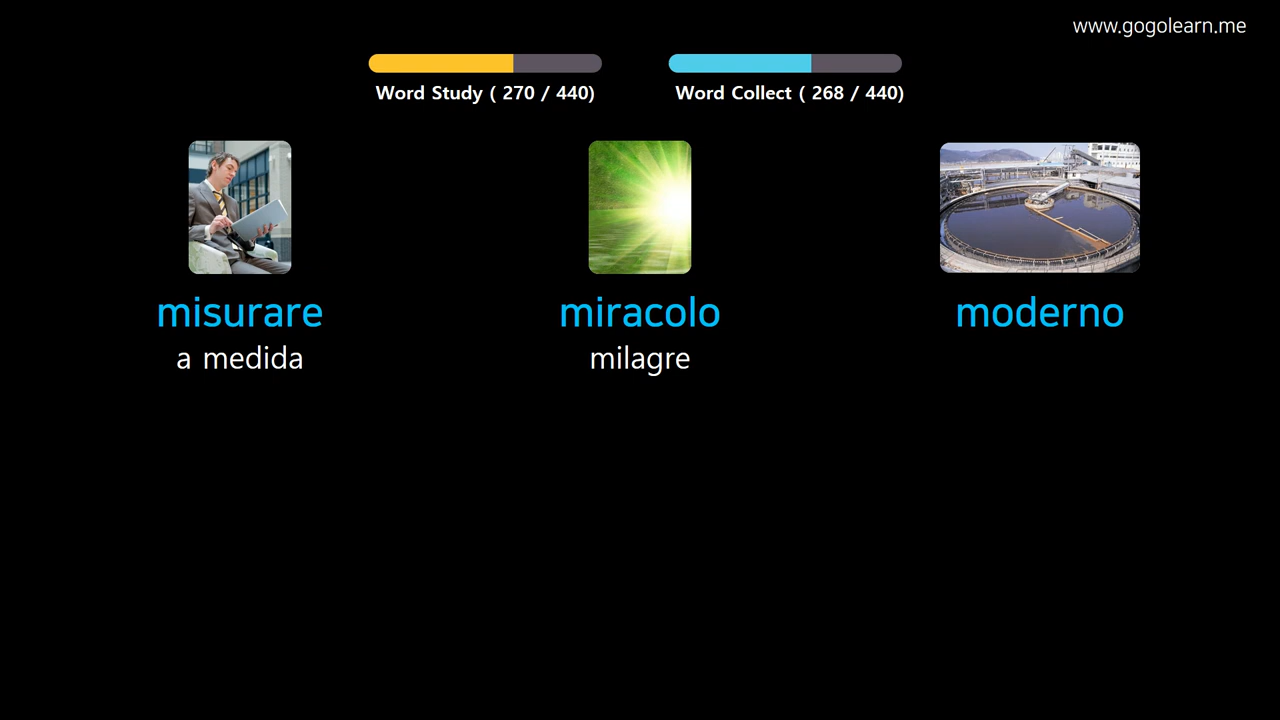 www.gogolearn.me
Word Study ( 270 / 440)
Word Collect ( 268 / 440)
misurare
a medida
miracolo
milagre
moderno